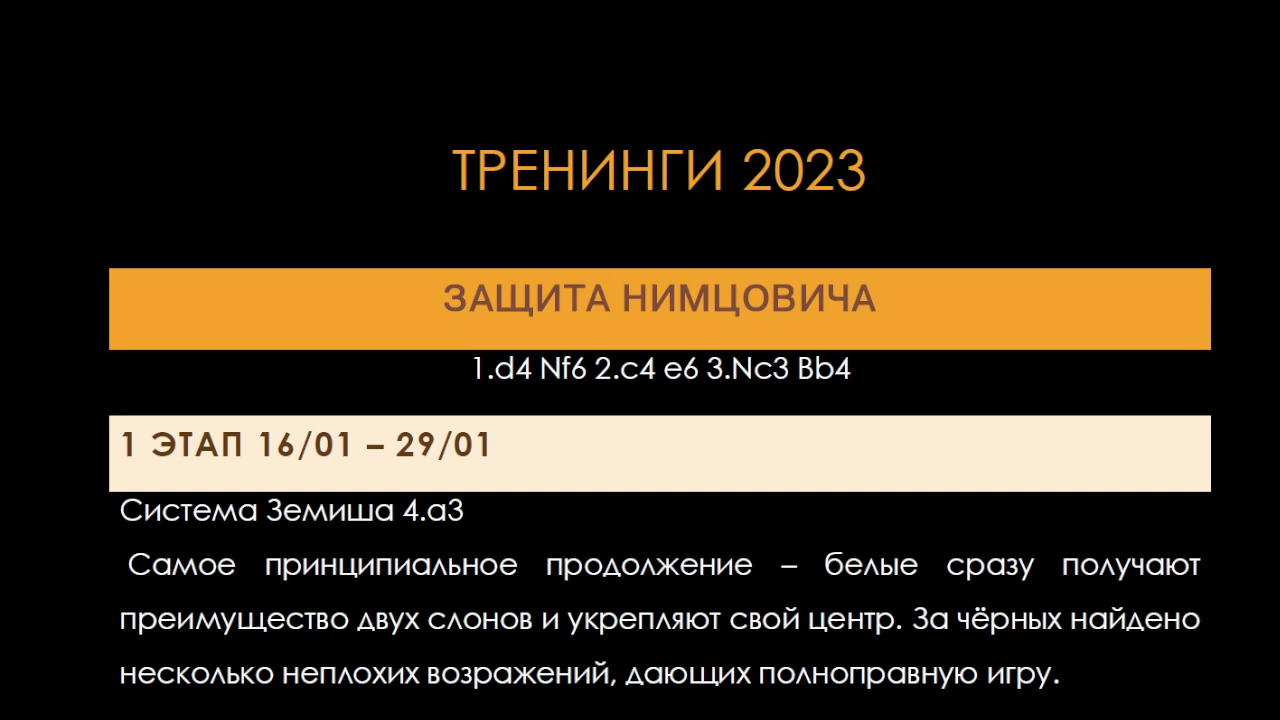 ТРЕНИНГИ 2023
ЗАЩИТА НИМЦОВИЧА
1.d4 Nf6 2.c4 e6 3.Nc3 Bb4
1 ЭТАП 16/01 – 29/01
Система Земиша 4.a3
Самое принципиальное продолжение – белые сразу получают
преимущество двух слонов и укрепляют свой центр. За чёрных найдено
несколько неплохих возражений, дающих полноправную игру.